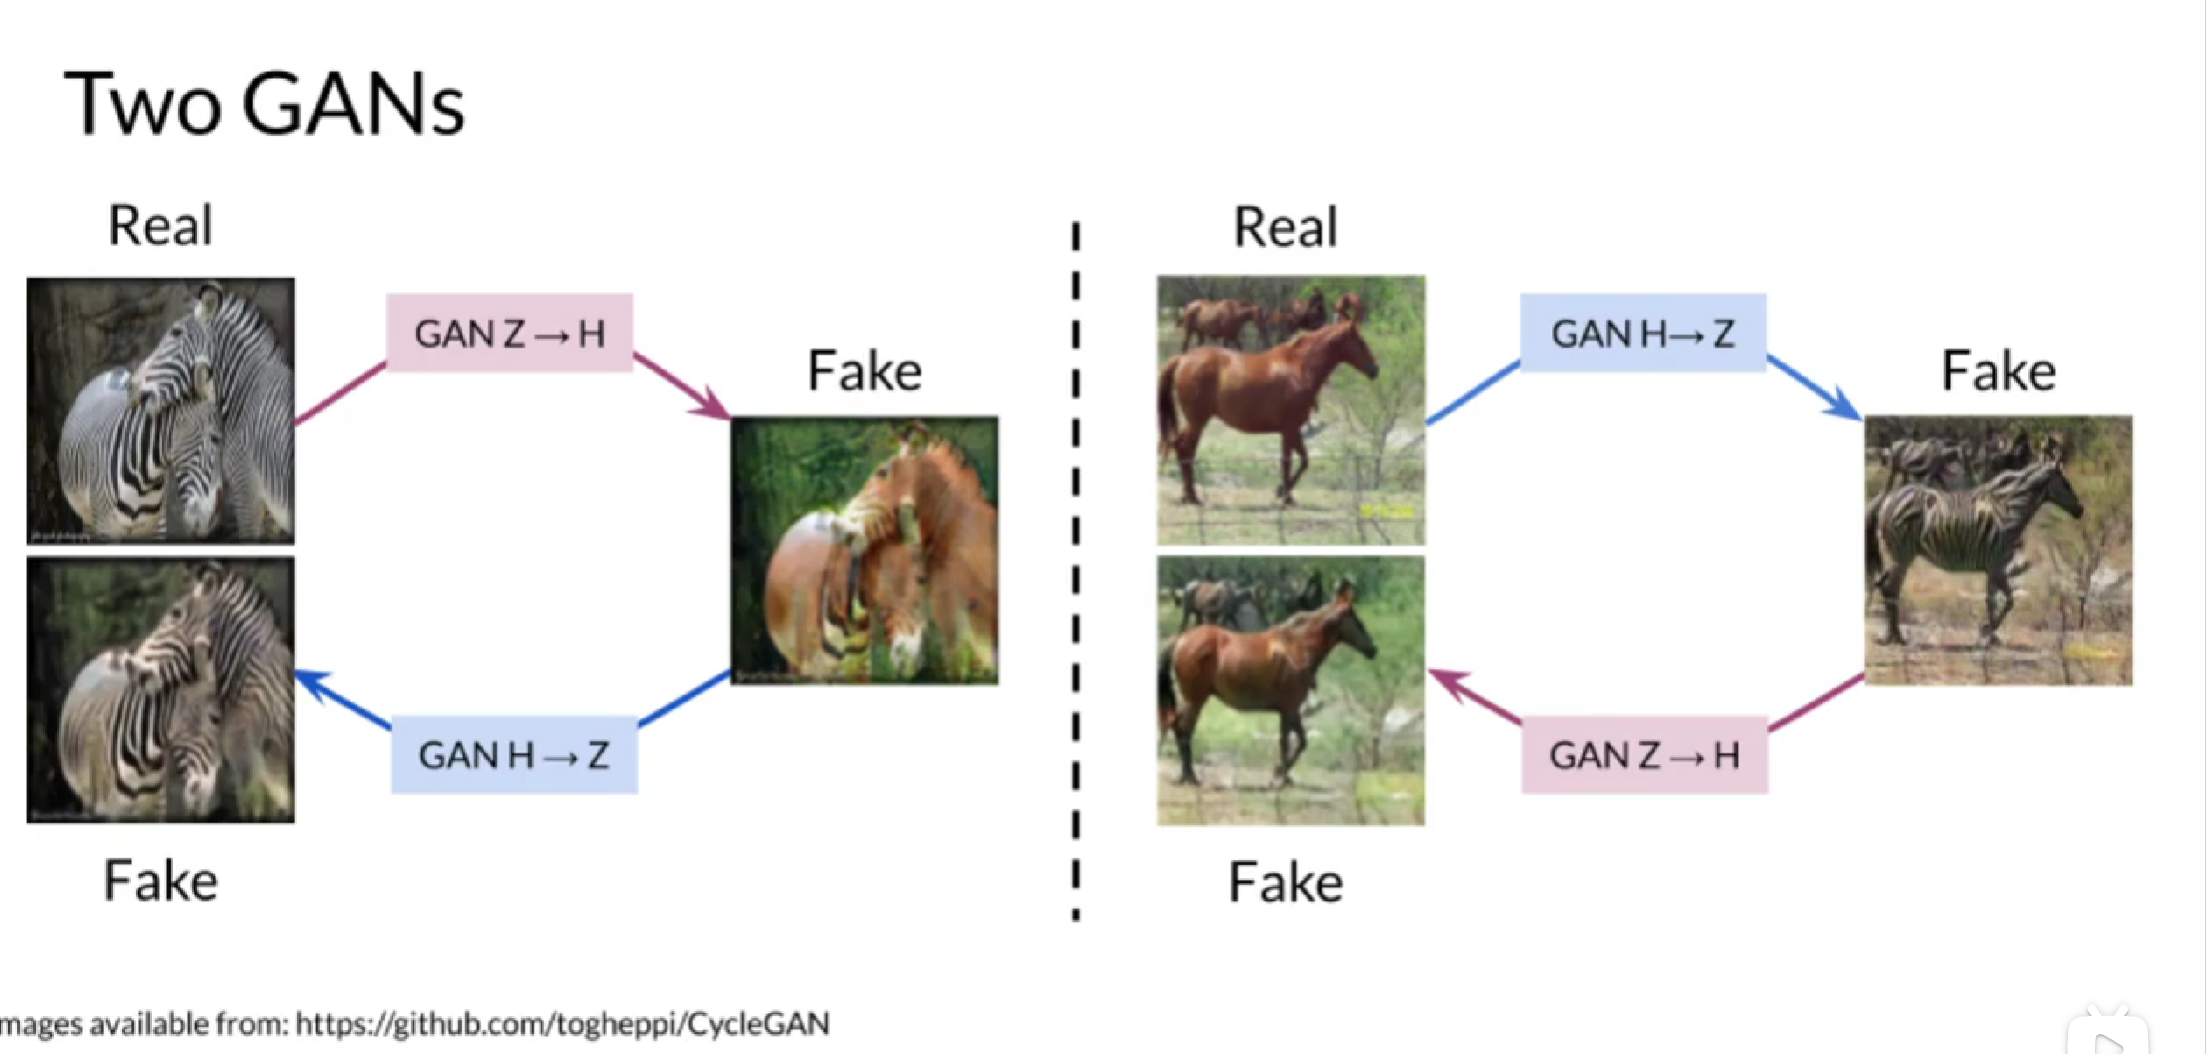 Two GANs
Real
GAN Z → H
Fake
GAN H → Z
Fake
Real
GAN H→ Z
Fake
GAN Z → H
Fake
mages available from: https://github.com/togheppi/CycleGAN